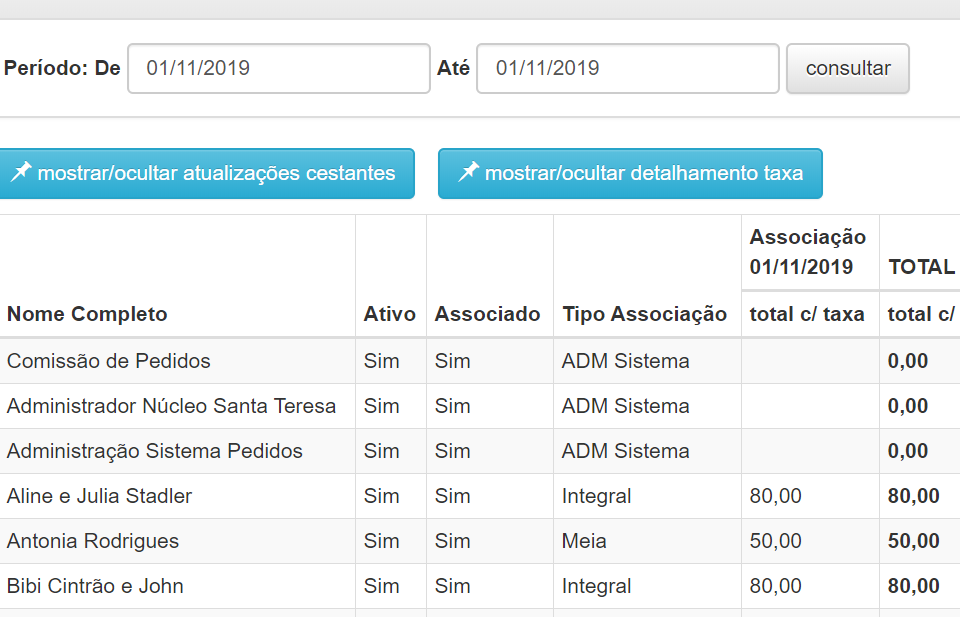 Período: De 01/11/2019 Até 01/11/2019 consultar
mostrar/ocultar atualizações cestantes mostrar/ocultar detalhamento taxa
Associação
01/11/2019 TOTAL
Nome Completo Ativo Associado Tipo Associação total c/ taxa total c/
Comissão de Pedidos Sim Sim ADM Sistema 0,00
Administrador Núcleo Santa Teresa Sim Sim ADM Sistema 0,00
Administração Sistema Pedidos Sim Sim ADM Sistema 0,00
Aline e Julia Stadler Sim Sim Integral 80,00 80,00
Antonia Rodrigues Sim Sim Meia 50,00 50,00
Bibi Cintrão e John Sim Sim Integral 80,00 80,00